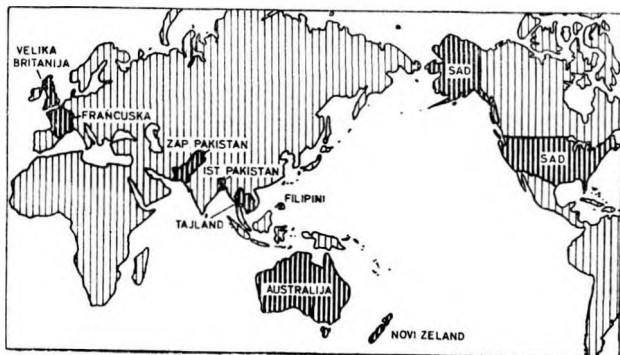 VELIKA
BRITANIJA
FRANCUSKA
ZAP PAKISTAN
IST PAKISTAN
TAJLAND
FILIPINI
AUSTRALIJA
NOVI ZELAND
SAD
SAD